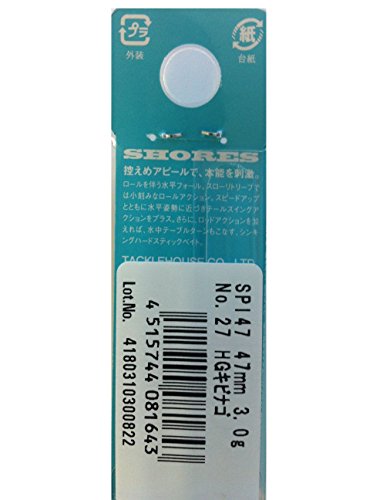 プラ
外装
紙
台紙
SHORES
控えめアピールで、本能を刺激。
ロールを伴う水平フォール。スローリトリーブで
は小刻みなロールアクション。スピードアップ
とともに水平姿勢に近づきテールスイングア
クションをプラス。さらに、ロッドアクションを加
えれば、水中テーブルターンもこなす、シンキ
ングハードスティックベイト。
TACKLEHOUSE CO., LTD.
SPI47 47mm 3.0g
No. 27 HGキビナゴ
4 515744 081643
Lot.No. 4180310300822